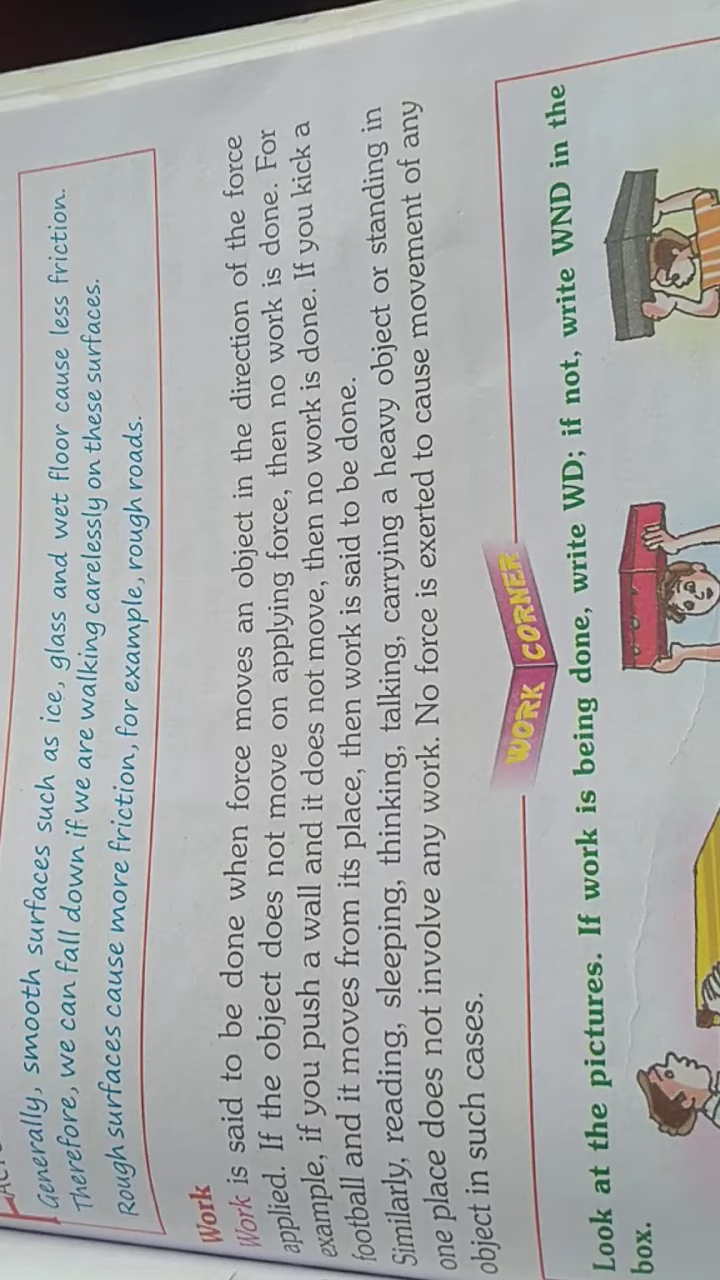 Generally, smooth surfaces such as ice, glass and wet floor cause less friction.
Therefore, we can fall down if we are walking carelessly on these surfaces.
Rough surfaces cause more friction, for example, rough roads.
Work
Work is said to be done when force moves an object in the direction of the force
applied. If the object does not move on applying force, then no work is done. For
example, if you push a wall and it does not move, then no work is done. If you kick a
football and it moves from its place, then work is said to be done.
Similarly, reading, sleeping, thinking, talking, carrying a heavy object or standing in
one place does not involve any work. No force is exerted to cause movement of any
object in such cases.
WORK CORNER
Look at the pictures. If work is being done, write WD; if not, write WND in the
box.